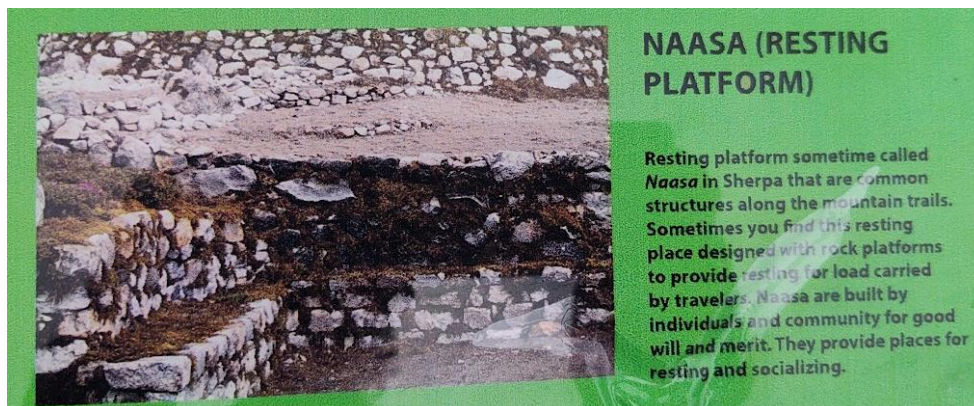 NAASA (RESTING
PLATFORM)
Resting platform sometime called
Naasa in Sherpa that are common
structures along the mountain trails.
Sometimes you find this resting
place designed with rock platforms
to provide resting for load carried
by travelers. Naasa are built by
individuals and community for good
will and merit. They provide places for
resting and socializing.